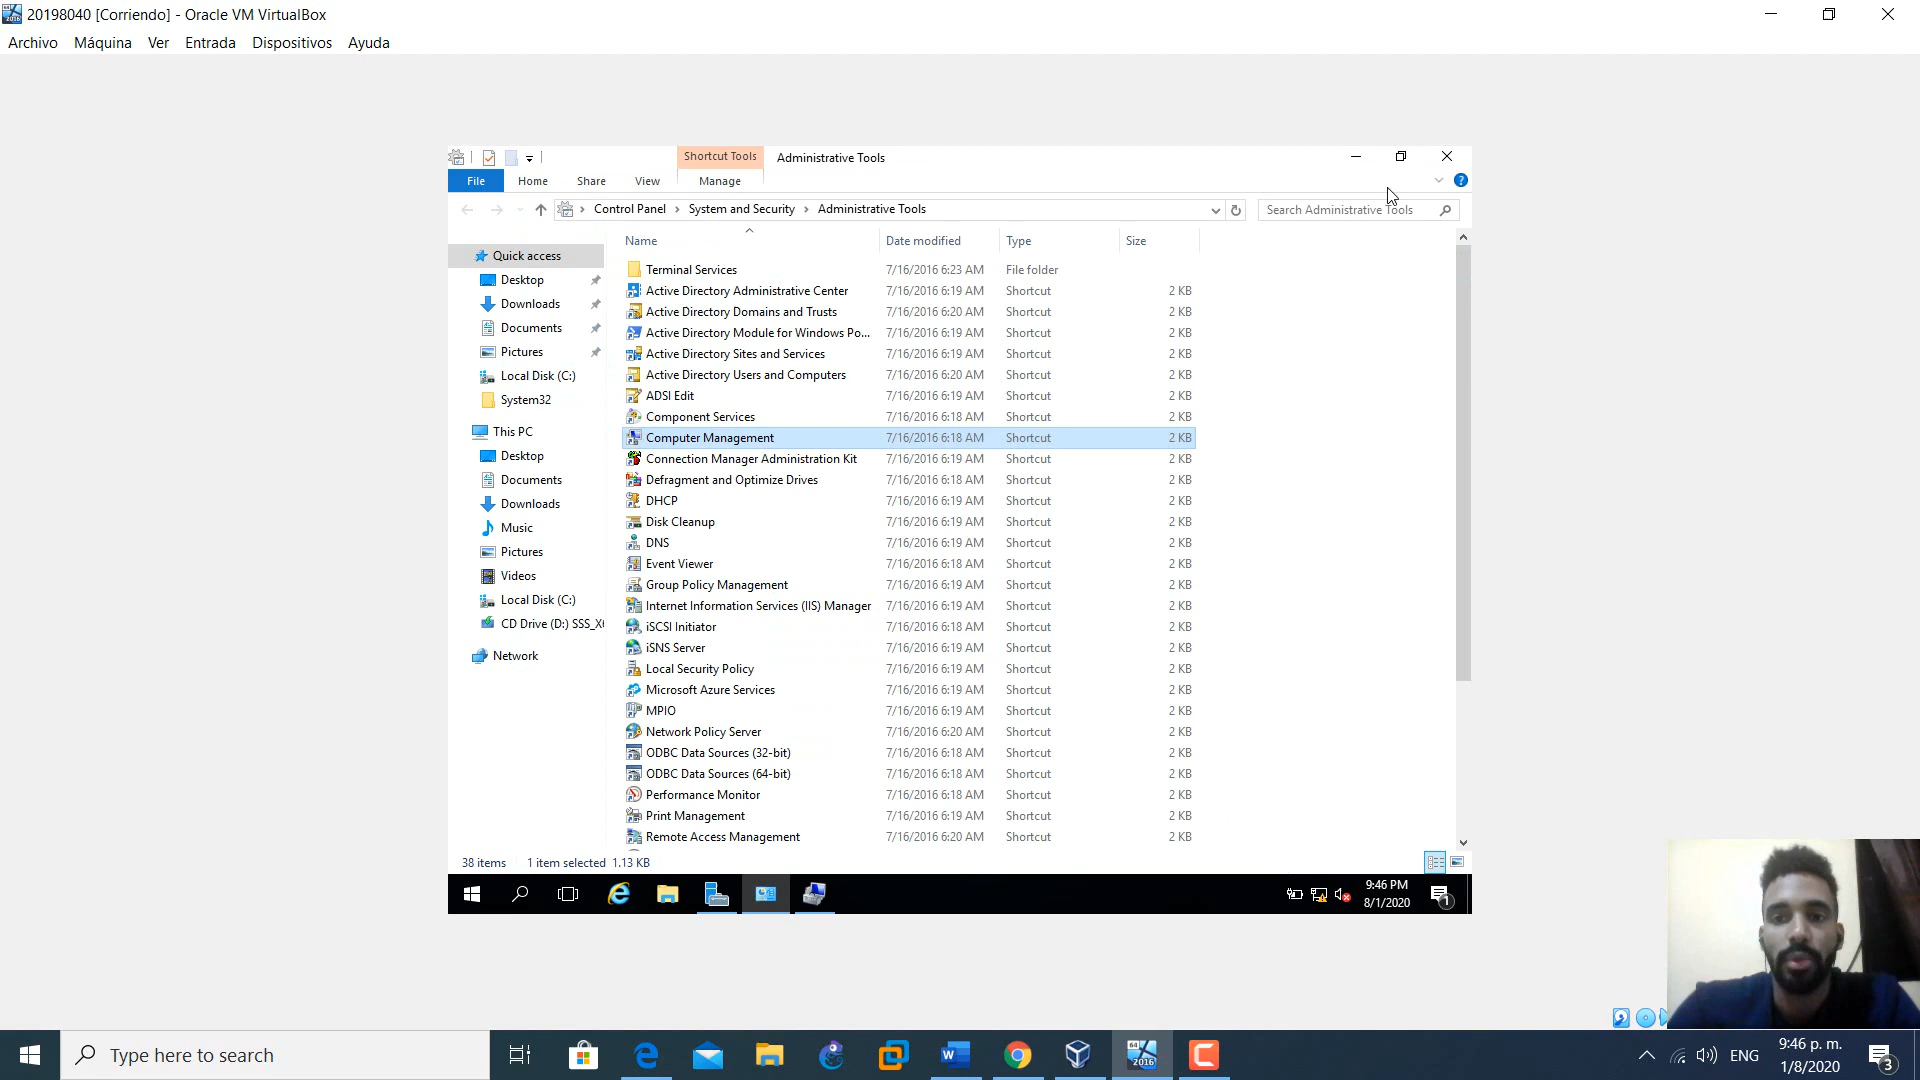 20198040 [Corriendo] - Oracle VM VirtualBox
Archivo Máquina Ver Entrada Dispositivos Ayuda
Shortcut Tools Administrative Tools
File Home Share View Manage
Control Panel System and Security Administrative Tools Search Administrative Tools
Name Date modified Type Size
Quick access
Desktop
Downloads
Documents
Pictures
Local Disk (C:)
System32
This PC
Desktop
Documents
Downloads
Music
Pictures
Videos
Local Disk (C:)
CD Drive (D:) SSS_X
Network
Terminal Services 7/16/2016 6:23 AM File folder
Active Directory Administrative Center 7/16/2016 6:19 AM Shortcut 2 KB
Active Directory Domains and Trusts 7/16/2016 6:20 AM Shortcut 2 KB
Active Directory Module for Windows Po... 7/16/2016 6:19 AM Shortcut 2 KB
Active Directory Sites and Services 7/16/2016 6:19 AM Shortcut 2 KB
Active Directory Users and Computers 7/16/2016 6:20 AM Shortcut 2 KB
ADSI Edit 7/16/2016 6:19 AM Shortcut 2 KB
Component Services 7/16/2016 6:18 AM Shortcut 2 KB
Computer Management 7/16/2016 6:18 AM Shortcut 2 KB
Connection Manager Administration Kit 7/16/2016 6:19 AM Shortcut 2 KB
Defragment and Optimize Drives 7/16/2016 6:18 AM Shortcut 2 KB
DHCP 7/16/2016 6:19 AM Shortcut 2 KB
Disk Cleanup 7/16/2016 6:19 AM Shortcut 2 KB
DNS 7/16/2016 6:19 AM Shortcut 2 KB
Event Viewer 7/16/2016 6:18 AM Shortcut 2 KB
Group Policy Management 7/16/2016 6:19 AM Shortcut 2 KB
Internet Information Services (IIS) Manager 7/16/2016 6:19 AM Shortcut 2 KB
iSCSI Initiator 7/16/2016 6:18 AM Shortcut 2 KB
iSNS Server 7/16/2016 6:19 AM Shortcut 2 KB
Local Security Policy 7/16/2016 6:19 AM Shortcut 2 KB
Microsoft Azure Services 7/16/2016 6:19 AM Shortcut 2 KB
MPIO 7/16/2016 6:19 AM Shortcut 2 KB
Network Policy Server 7/16/2016 6:20 AM Shortcut 2 KB
ODBC Data Sources (32-bit) 7/16/2016 6:18 AM Shortcut 2 KB
ODBC Data Sources (64-bit) 7/16/2016 6:18 AM Shortcut 2 KB
Performance Monitor 7/16/2016 6:18 AM Shortcut 2 KB
Print Management 7/16/2016 6:19 AM Shortcut 2 KB
Remote Access Management 7/16/2016 6:20 AM Shortcut 2 KB
38 items 1 item selected 1.13 KB
9:46 PM
8/1/2020
1
Type here to search
W
64
2016
ENG
9:46 p. m.
1/8/2020
3